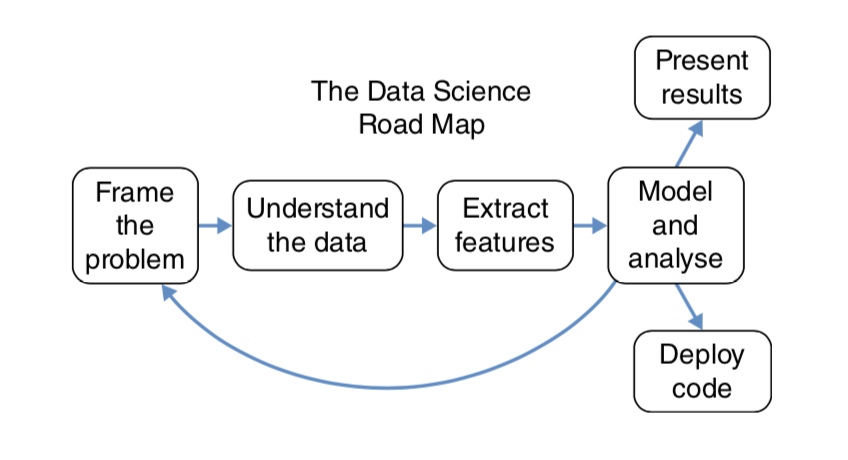 The Data Science
Road Map
Frame
the
problem
Understand
the data
Extract
features
Model
and
analyse
Present
results
Deploy
code